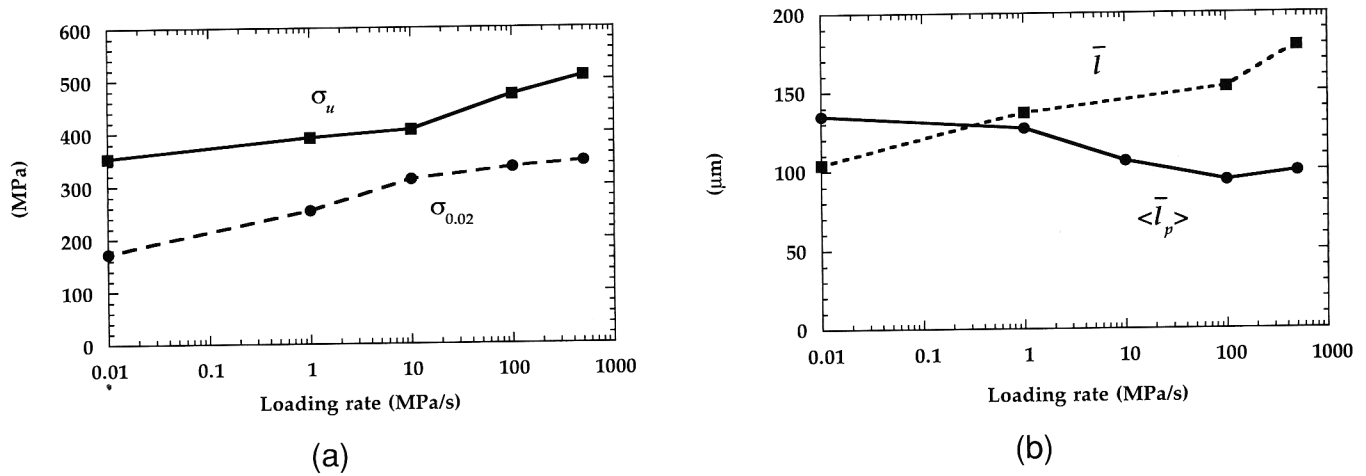 600
500
400
300
200
100
0
(MPa)
σu
σ0.02
0.01 0.1 1 10 100 1000
Loading rate (MPa/s)
(a)
200
150
100
50
0
(μm)
l̄
<l̄p>
0.01 0.1 1 10 100 1000
Loading rate (MPa/s)
(b)